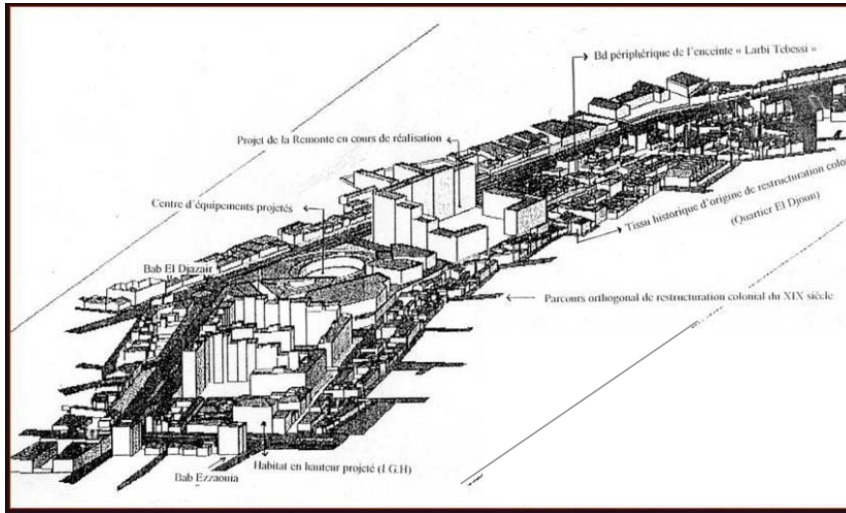 Bd périphérique de l'enceinte « Larbi Tebessi »
Projet de la Remonte en cours de réalisation
Centre d'équipements projetés
Tissu historique d'origine de restructuration colo
(Quartier El Djoun)
Bab El Djazair
Parcours orthogonal de restructuration colonial du XIX siècle
Habitat en hauteur projeté (I.G.H)
Bab Ezzaouia